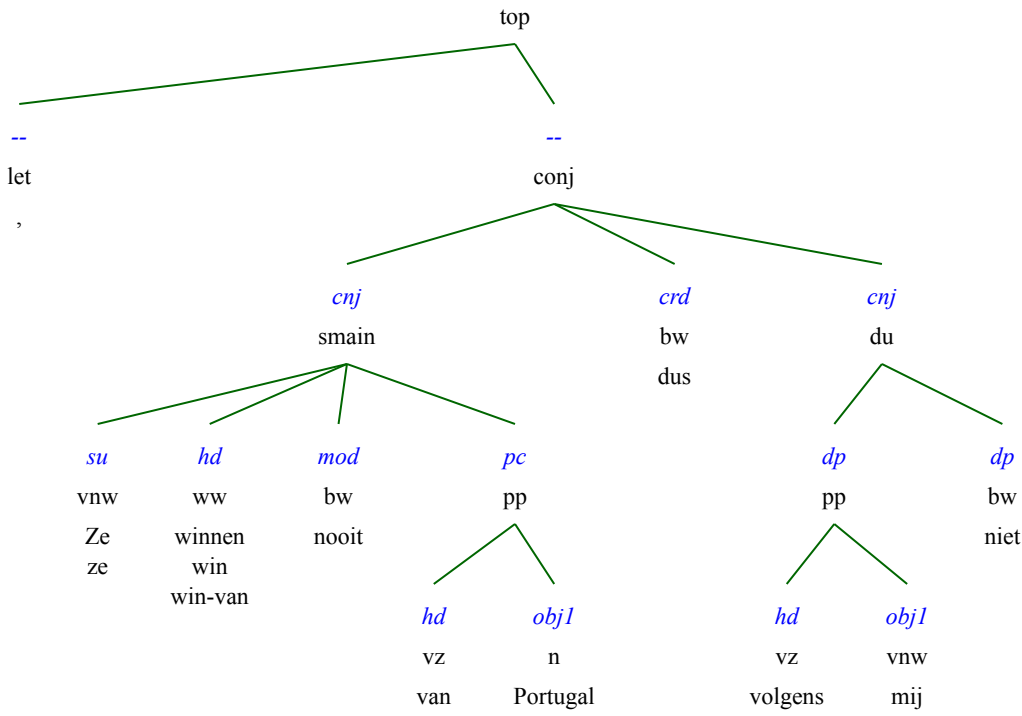 top
-- --
let conj
,
cnj crd cnj
smain bw du
dus
su hd mod pc dp dp
vnw ww bw pp pp bw
Ze winnen nooit niet
ze win
win-van
hd obj1 hd obj1
vz n vz vnw
van Portugal volgens mij